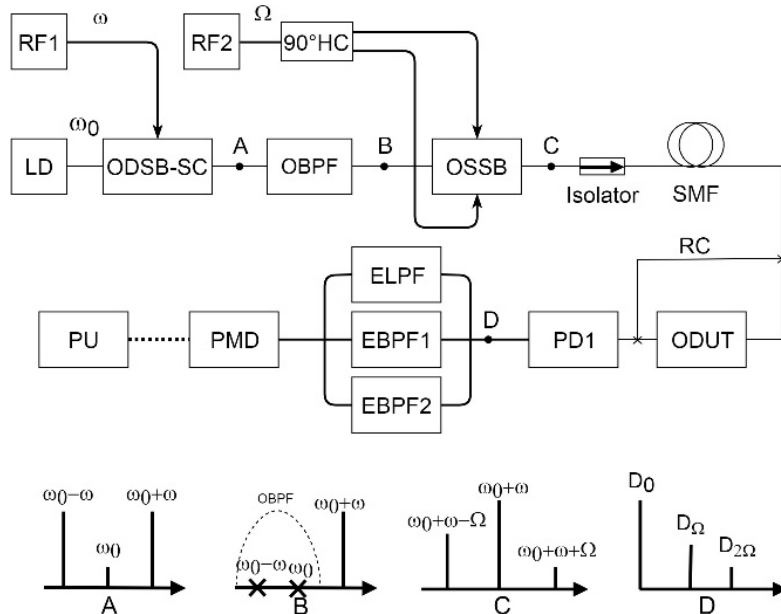 ω Ω
RF1 RF2 90°HC
ω0
LD ODSB-SC A OBPF B OSSB C
Isolator SMF
RC
ELPF
PU PMD EBPF1 D PD1 ODUT
EBPF2
ω0−ω ω0 ω0+ω
A
OBPF ω0−ω ω0 ω0+ω
B
ω0+ω−Ω ω0+ω ω0+ω+Ω
C
D0 DΩ D2Ω
D